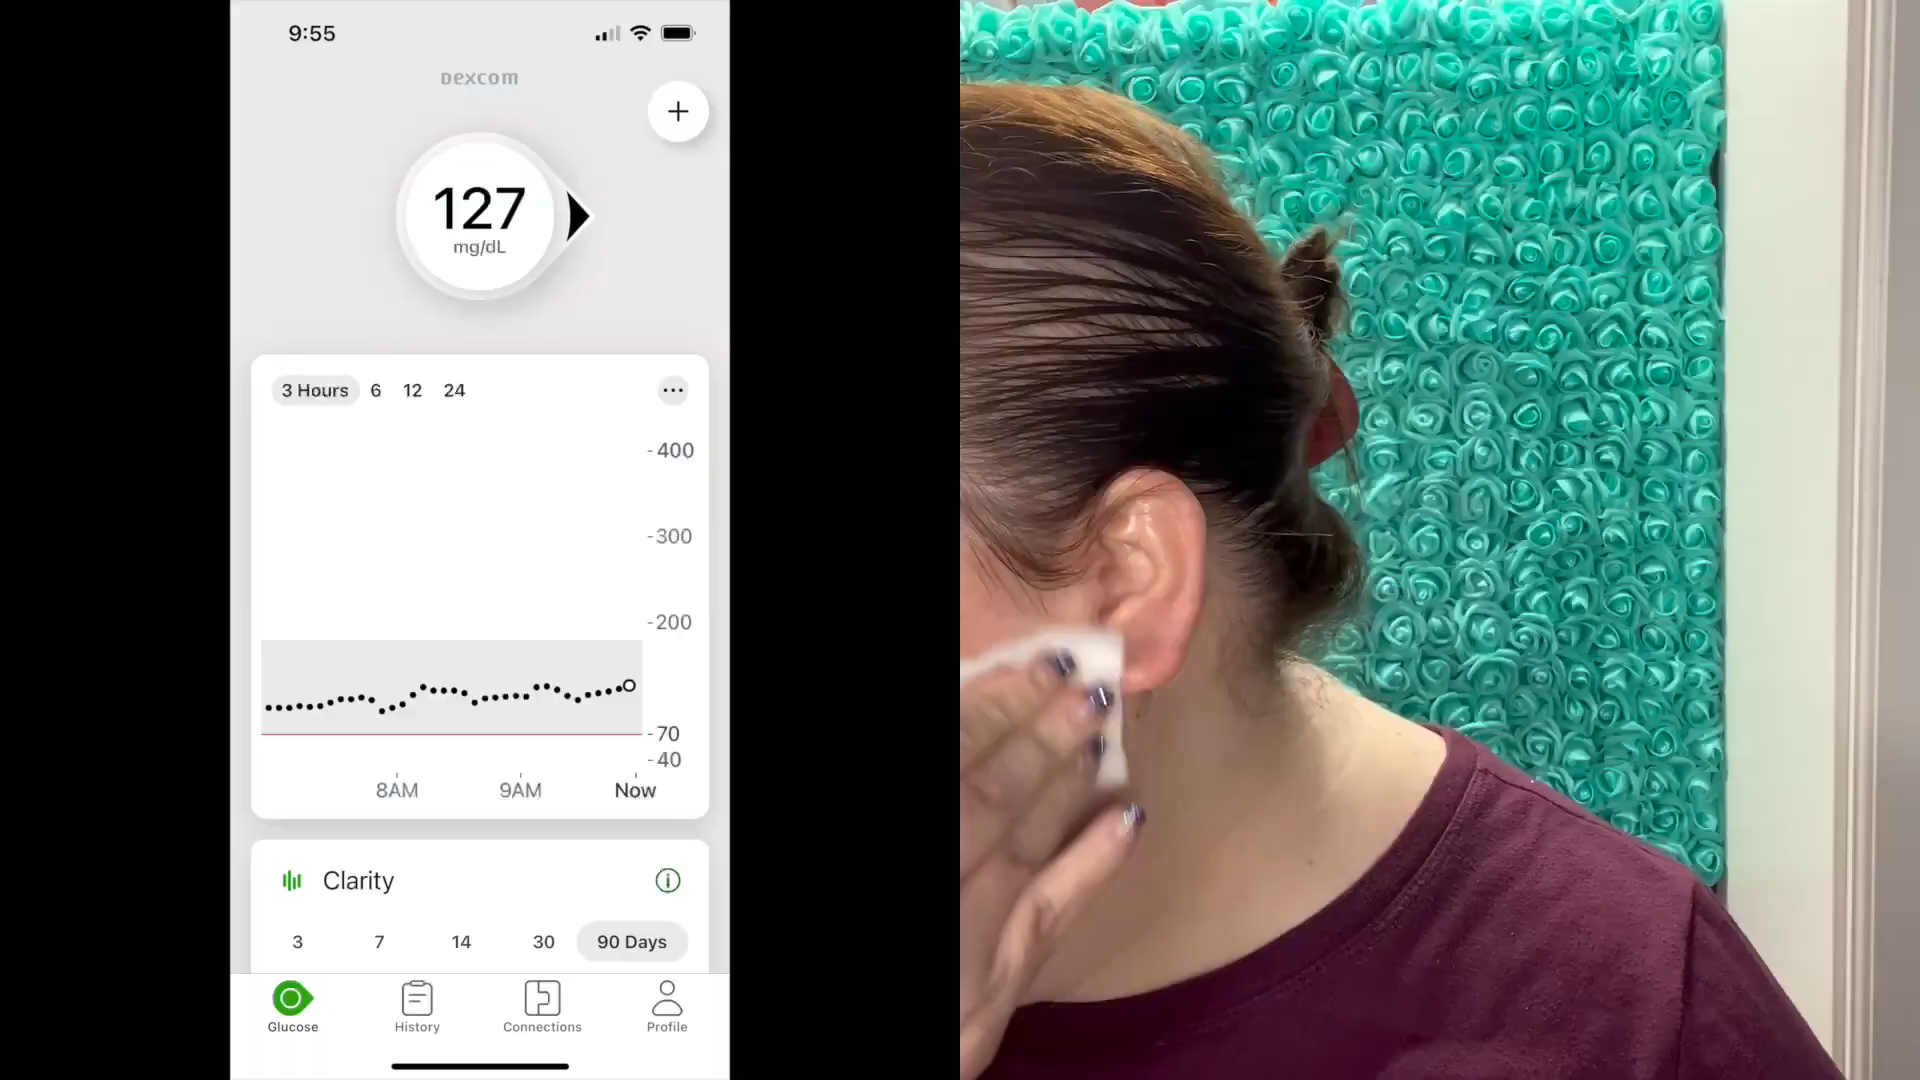 9:55
Dexcom
+
127
mg/dL
3 Hours 6 12 24
400
300
200
70
40
8AM 9AM Now
Clarity
3 7 14 30 90 Days
Glucose History Connections Profile